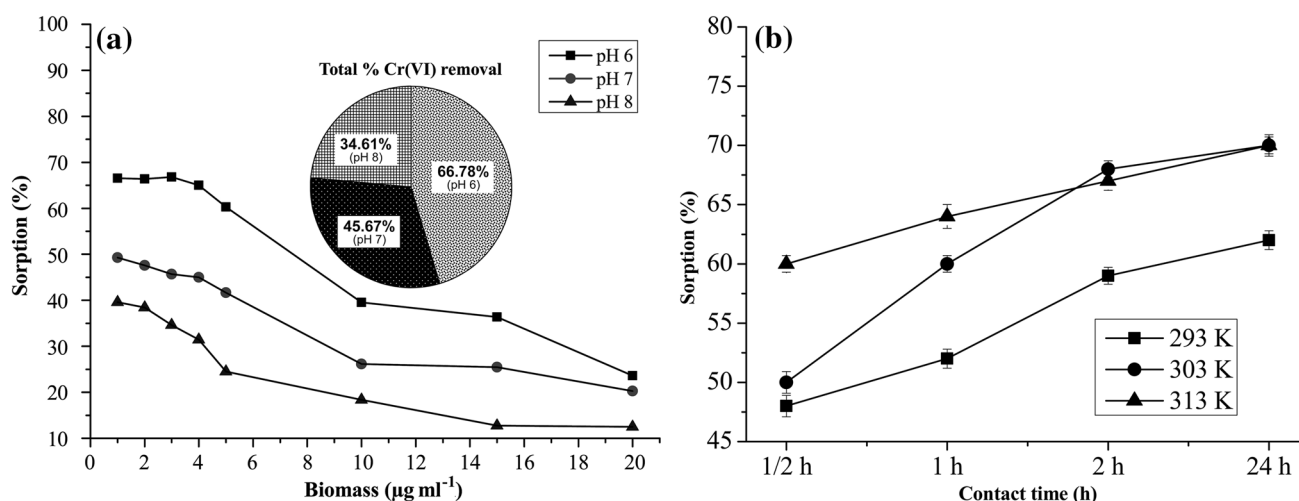 (a)
100
90
80
70
60
50
40
30
20
10
Sorption (%)
0 2 4 6 8 10 12 14 16 18 20
Biomass (µg ml⁻¹)
pH 6
pH 7
pH 8
Total % Cr(VI) removal
34.61%
(pH 8)
66.78%
(pH 6)
45.67%
(pH 7)
(b)
80
75
70
65
60
55
50
45
Sorption (%)
1/2 h 1 h 2 h 24 h
Contact time (h)
293 K
303 K
313 K